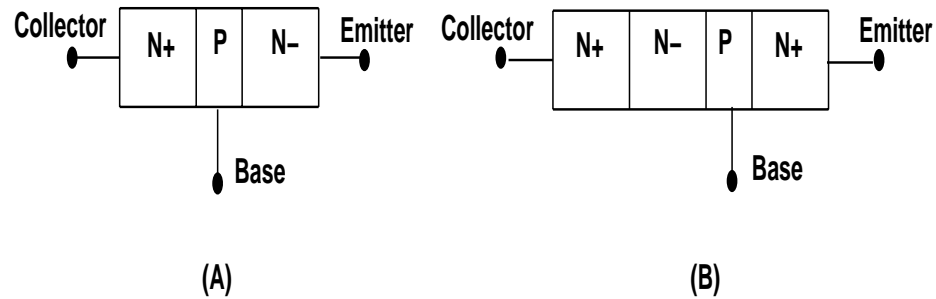 Collector N+ P N– Emitter
Base
(A)
Collector N+ N– P N+ Emitter
Base
(B)